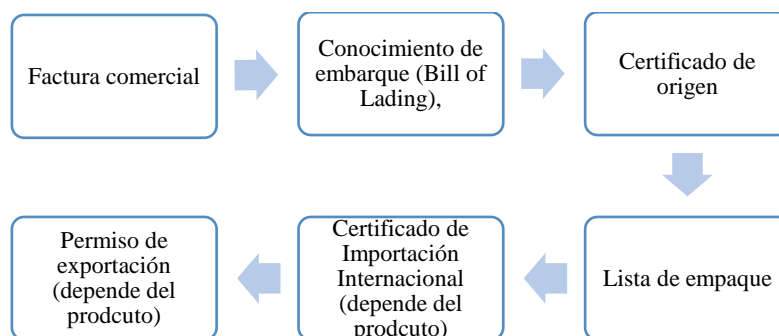 Factura comercial
Conocimiento de
embarque (Bill of
Lading),
Certificado de
origen
Lista de empaque
Certificado de
Importación
Internacional
(depende del
prodcuto)
Permiso de
exportación
(depende del
prodcuto)